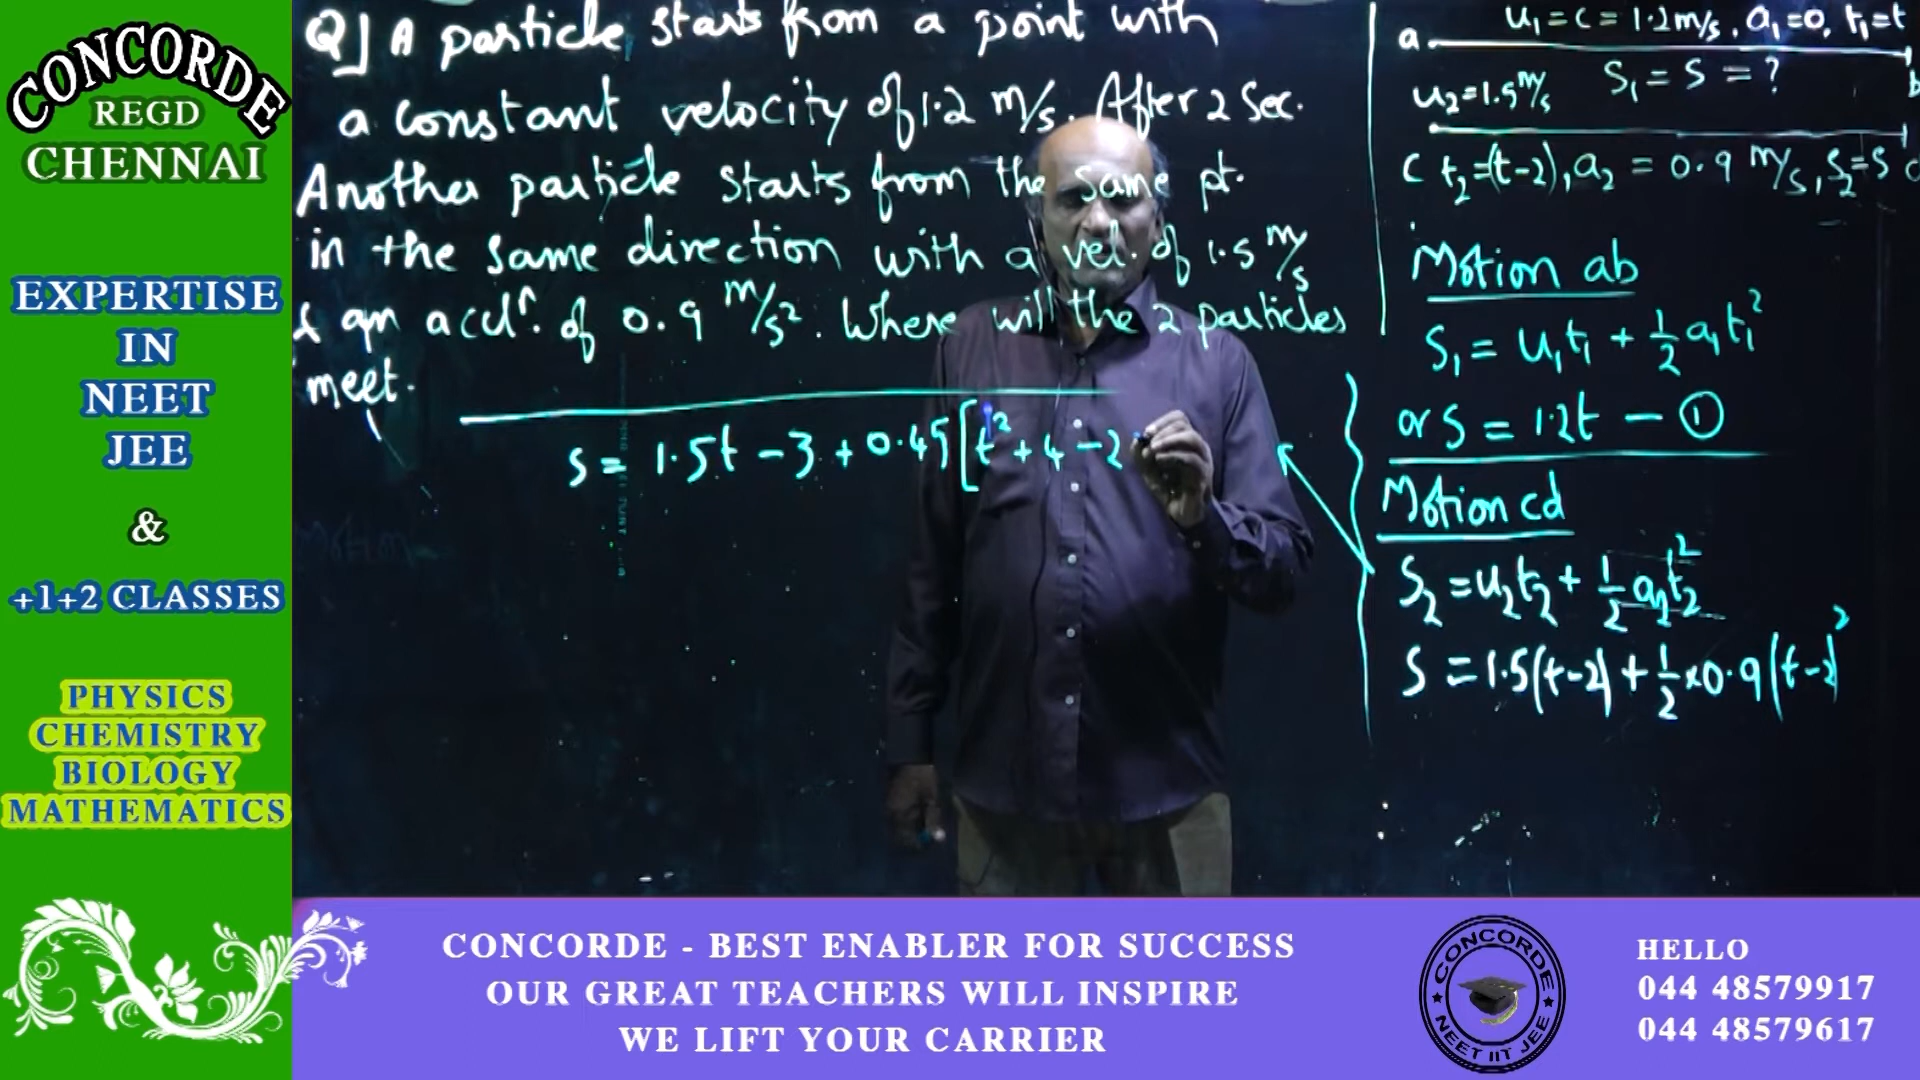 CONCORDE
REGD
CHENNAI
EXPERTISE
IN
NEET
JEE
&
+1+2 CLASSES
PHYSICS
CHEMISTRY
BIOLOGY
MATHEMATICS
Q] A particle starts from a point with
a constant velocity of 1.2 m/s. After 2 Sec.
Another particle starts from the same pt.
in the same direction with a vel. of 1.5 m/s
& an accln. of 0.9 m/s². Where will the 2 particles
meet.
S = 1.5t - 3 + 0.45 [t² + 4 - 2
a u₁ = c = 1.2 m/s, a₁ = 0, t₁ = t
b
S₁ = S = ?
u₂ = 1.5 m/s
c t₂ = (t-2), a₂ = 0.9 m/s, S₂ = S d
Motion ab
S₁ = u₁t₁ + ½ a₁t₁²
or S = 1.2t — ①
Motion cd
S₂ = u₂t₂ + ½ a₂t₂²
S = 1.5(t-2) + ½ × 0.9 (t-2)²
CONCORDE - BEST ENABLER FOR SUCCESS
OUR GREAT TEACHERS WILL INSPIRE
WE LIFT YOUR CARRIER
CONCORDE
NEET IIT JEE
HELLO
044 48579917
044 48579617